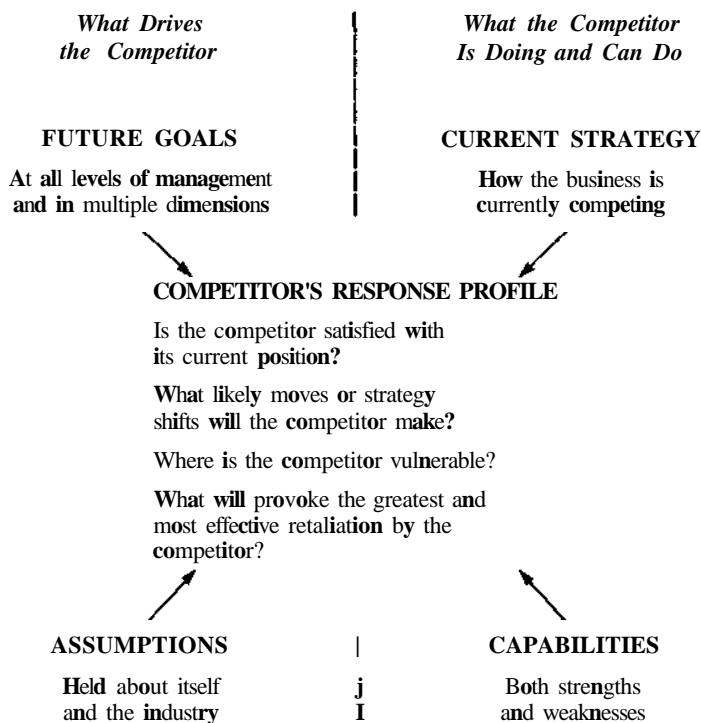 What Drives
the Competitor
What the Competitor
Is Doing and Can Do
FUTURE GOALS
At all levels of management
and in multiple dimensions
CURRENT STRATEGY
How the business is
currently competing
COMPETITOR'S RESPONSE PROFILE
Is the competitor satisfied with
its current position?
What likely moves or strategy
shifts will the competitor make?
Where is the competitor vulnerable?
What will provoke the greatest and
most effective retaliation by the
competitor?
ASSUMPTIONS
Held about itself
and the industry
|
j
I
CAPABILITIES
Both strengths
and weaknesses